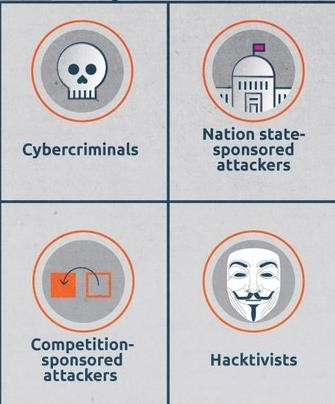 Cybercriminals
Nation state-
sponsored
attackers
Competition-
sponsored
attackers
Hacktivists